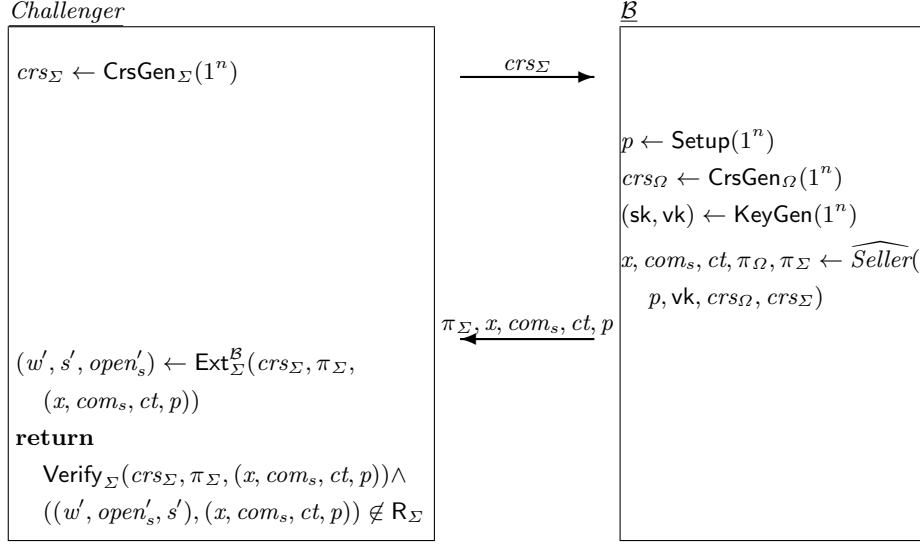 Challenger
crs_Σ ← CrsGen_Σ(1^n)
(w′, s′, open′_s) ← Ext^ℬ_Σ(crs_Σ, π_Σ,
(x, com_s, ct, p))
return
Verify_Σ(crs_Σ, π_Σ, (x, com_s, ct, p))∧
((w′, open′_s, s′), (x, com_s, ct, p)) ∉ R_Σ
crs_Σ
π_Σ, x, com_s, ct, p
ℬ
p ← Setup(1^n)
crs_Ω ← CrsGen_Ω(1^n)
(sk, vk) ← KeyGen(1^n)
x, com_s, ct, π_Ω, π_Σ ← \widehat{Seller}(
p, vk, crs_Ω, crs_Σ)